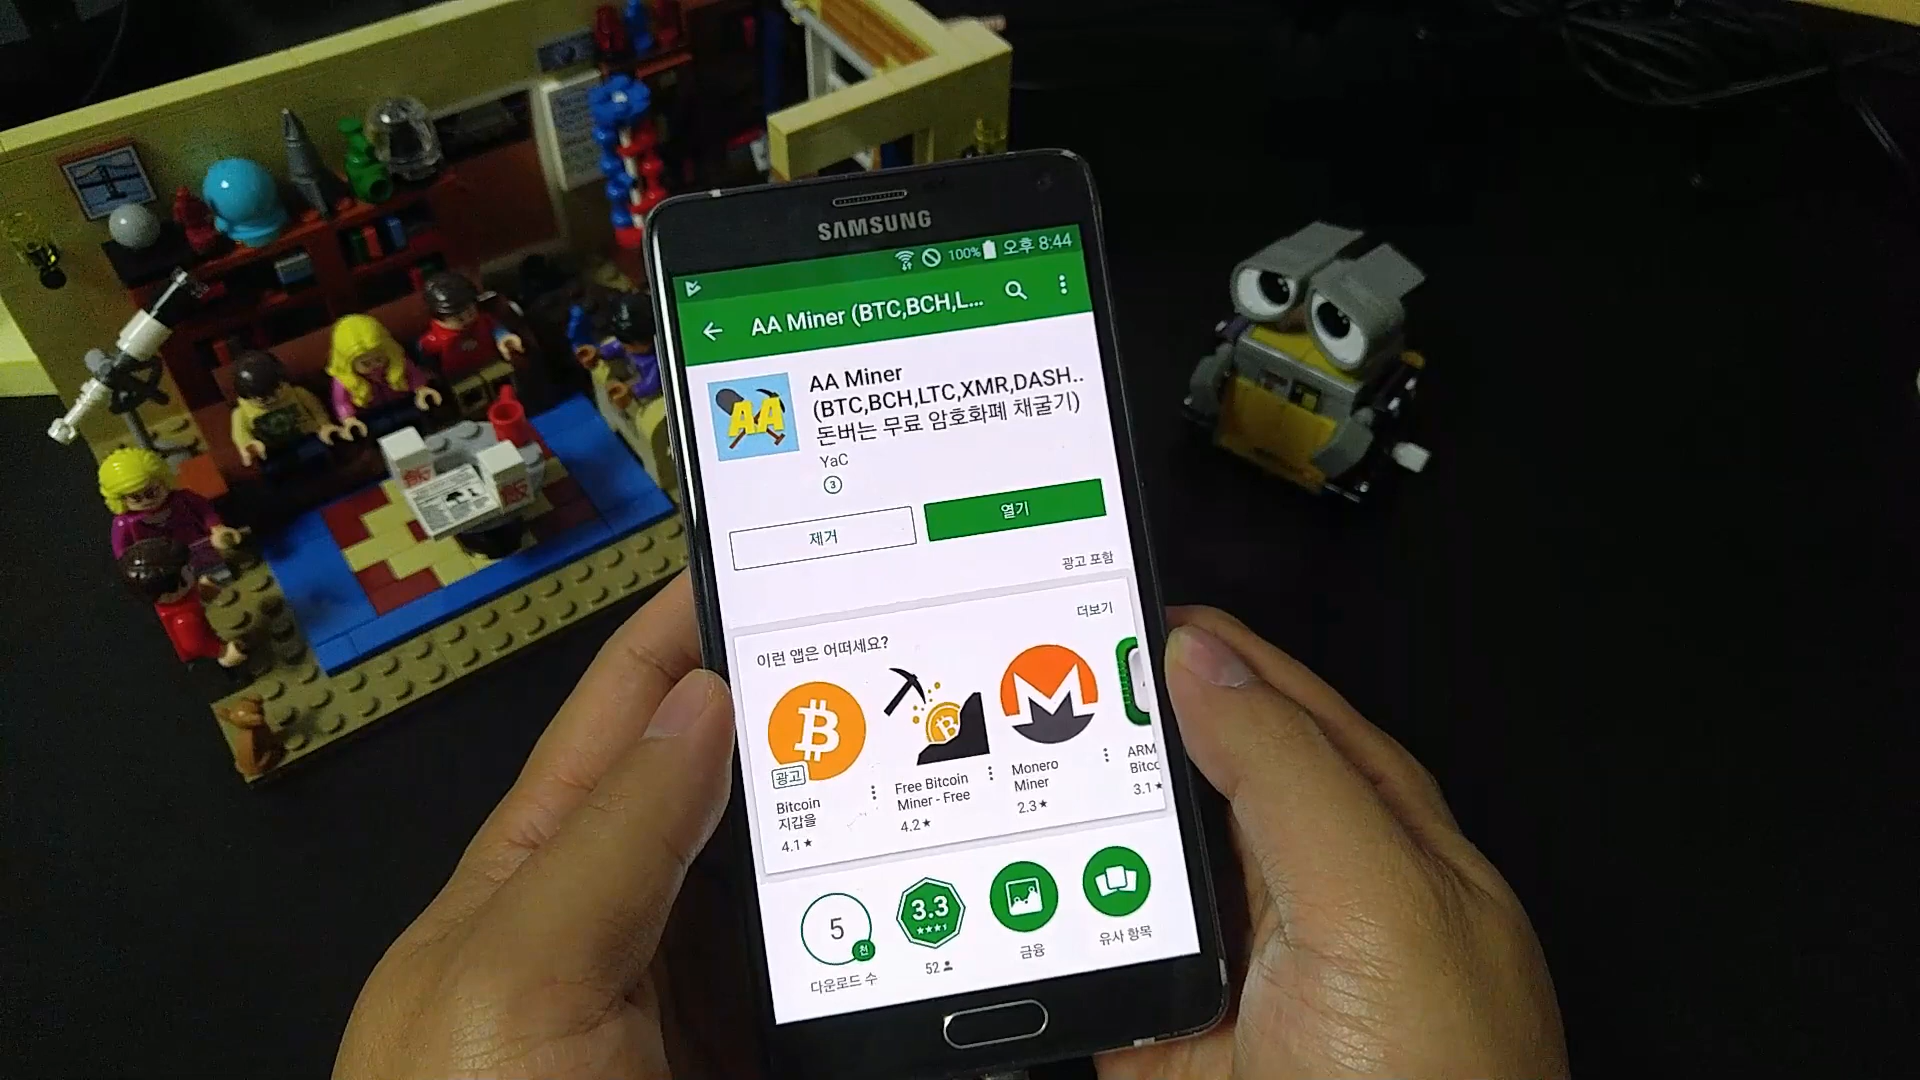 SAMSUNG
100% 오후 8:44
AA Miner (BTC,BCH,L...
AA Miner
(BTC,BCH,LTC,XMR,DASH..
돈버는 무료 암호화폐 채굴기)
YaC
3
제거
열기
광고 포함
이런 앱은 어떠세요?
더보기
광고
Bitcoin
지갑을
4.1★
Free Bitcoin
Miner - Free
4.2★
Monero
Miner
2.3★
ARM
Bitc
3.1★
5
천
다운로드 수
3.3
52
금융
유사 항목
AA